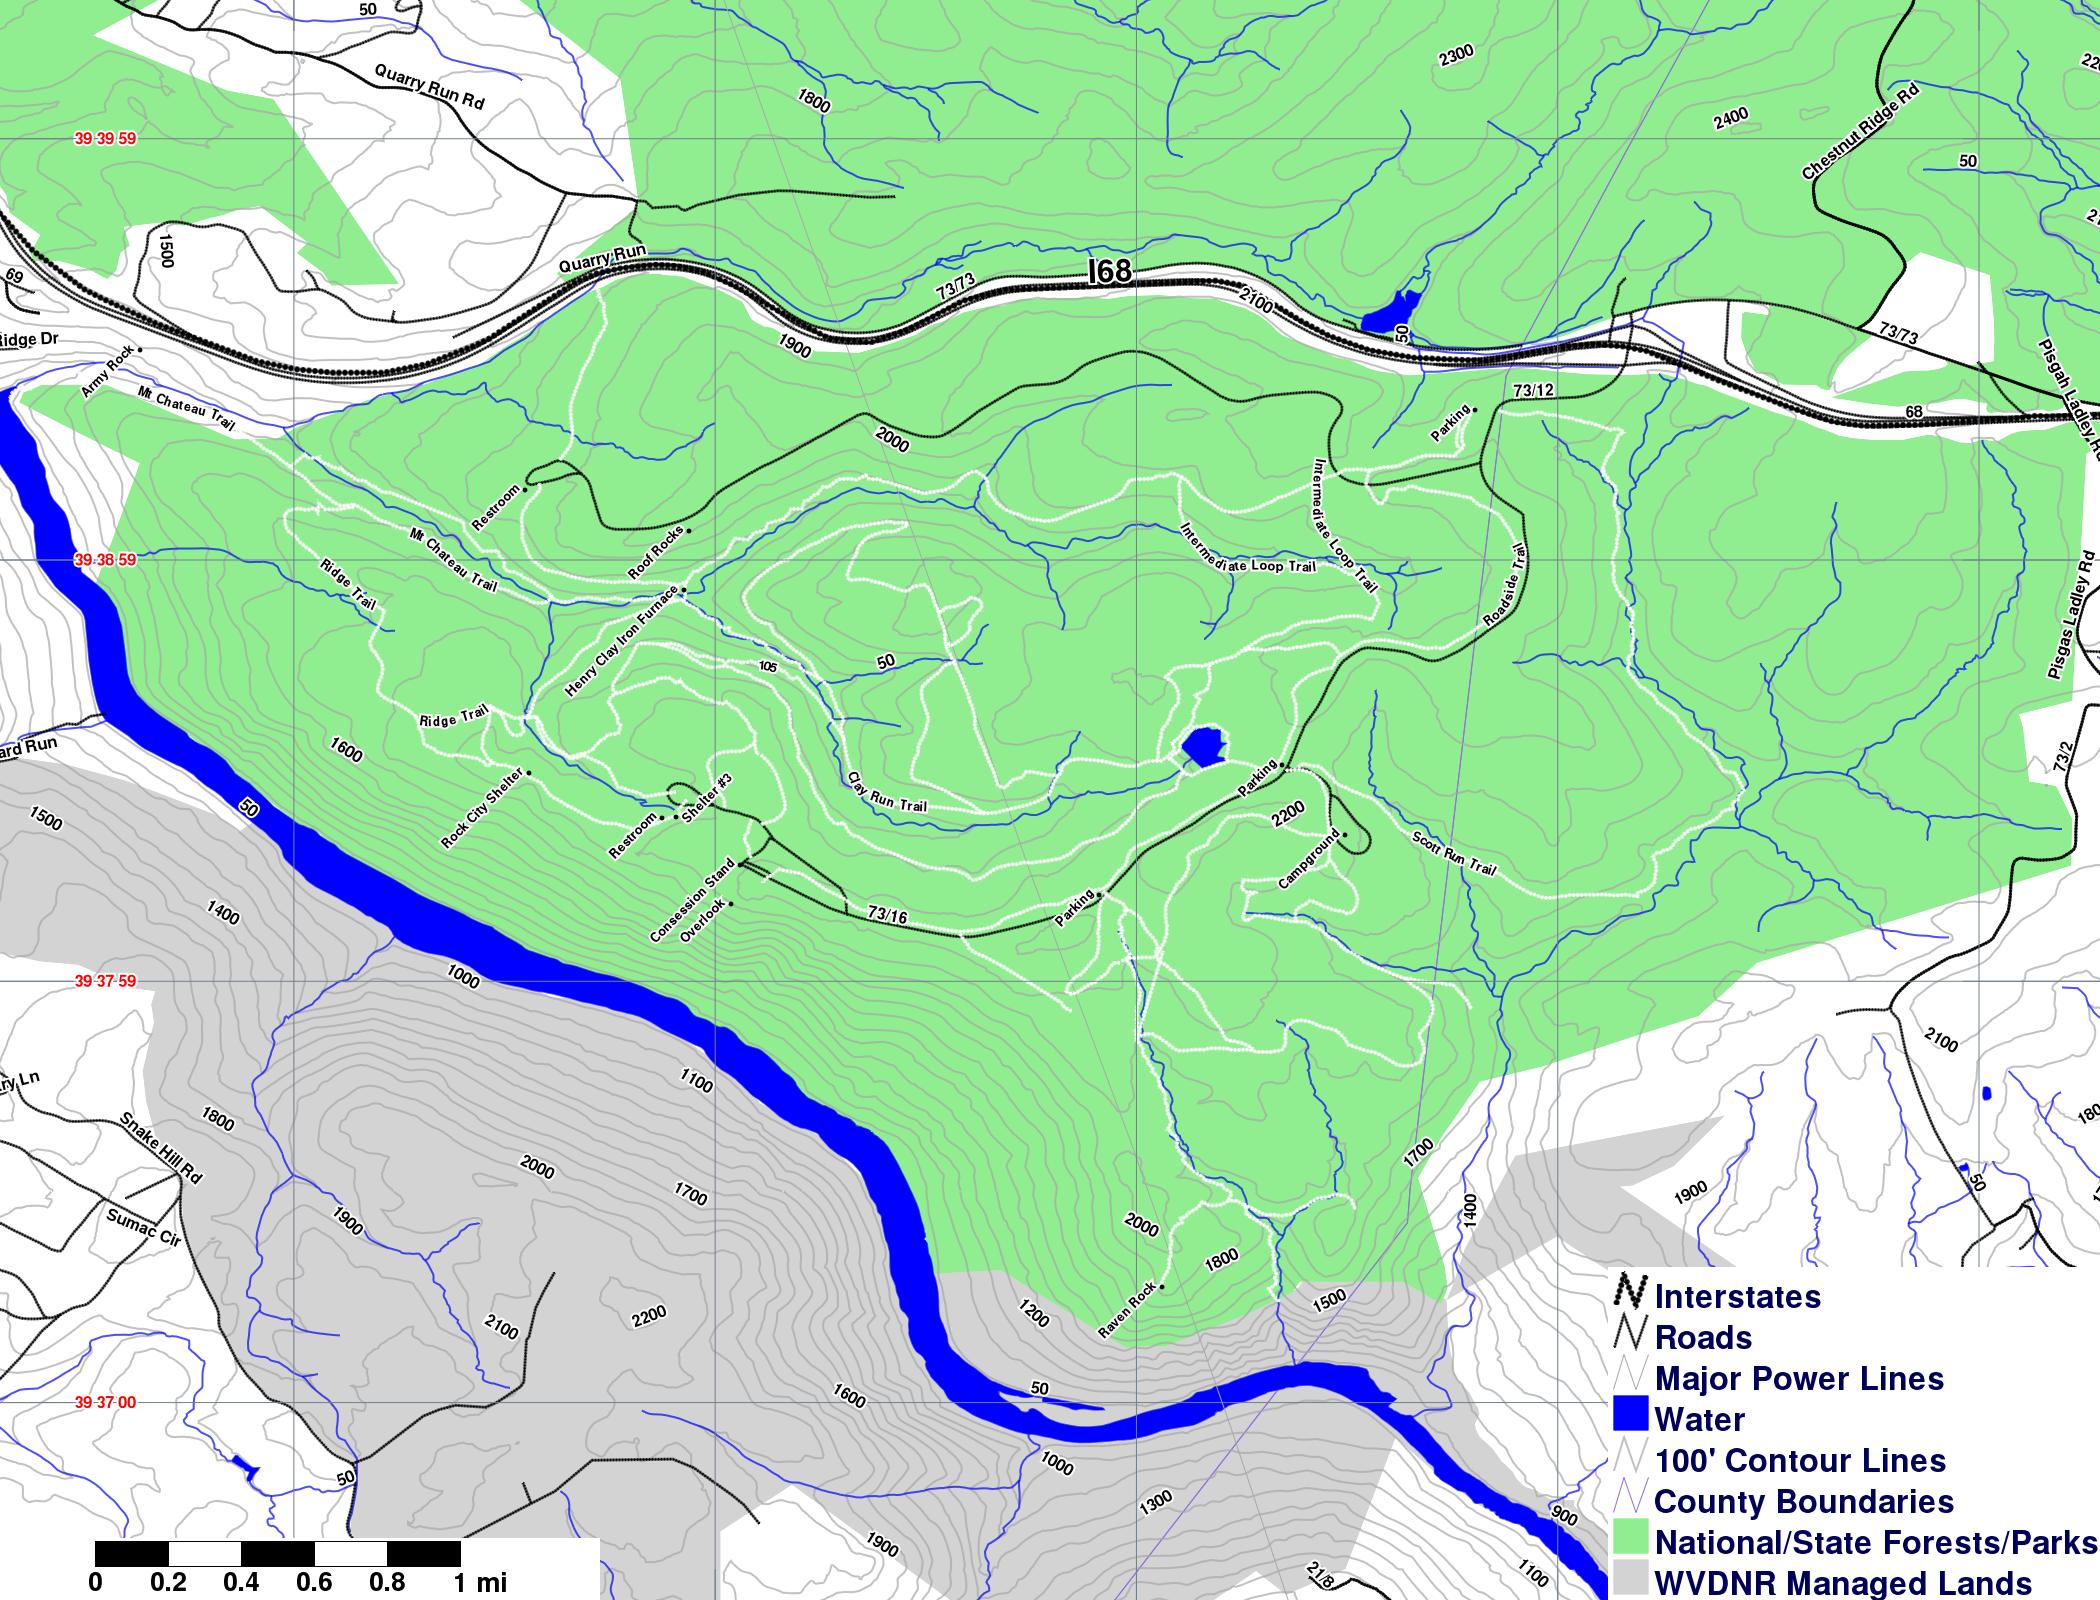 50
Quarry Run Rd
1800
2300
2400
Chestnut Ridge Rd
39 39 59
50
1500
69
Quarry Run
73/73
I68
2100
1900
50
73/73
Ridge Dr
Army Rock
Mt Chateau Trail
73/12
68
Pisgah Ladley Rd
Parking
2000
Restroom
Roof Rocks
Intermediate Loop Trail
Intermediate Loop Trail
Roadside Trail
39 38 59
Mt Chateau Trail
Ridge Trail
Henry Clay Iron Furnace
105
50
Pisgas Ladley Rd
Ridge Trail
ard Run
1600
73/2
Rock City Shelter
Restroom
Shelter #3
Clay Run Trail
Parking
2200
Campground
Scott Run Trail
50
1500
Consession Stand
Overlook
73/16
Parking
1400
39 37 59
1000
2100
ry Ln
1100
1800
Snake Hill Rd
2000
1700
1700
1900
Sumac Cir
1900
1400
50
2000
1800
Raven Rock
1500
1200
2100
2200
39 37 00
1600
50
50
1000
1300
900
1900
1100
21/8
0 0.2 0.4 0.6 0.8 1 mi
Interstates
Roads
Major Power Lines
Water
100' Contour Lines
County Boundaries
National/State Forests/Parks
WVDNR Managed Lands